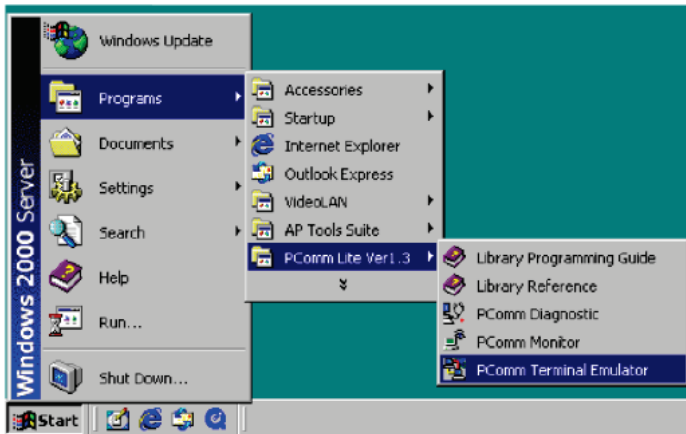 Windows 2000 Server
Windows Update
Programs
Documents
Settings
Search
Help
Run...
Shut Down...
Accessories
Startup
Internet Explorer
Outlook Express
VideoLAN
AP Tools Suite
PComm Lite Ver1.3
Library Programming Guide
Library Reference
PComm Diagnostic
PComm Monitor
PComm Terminal Emulator
Start